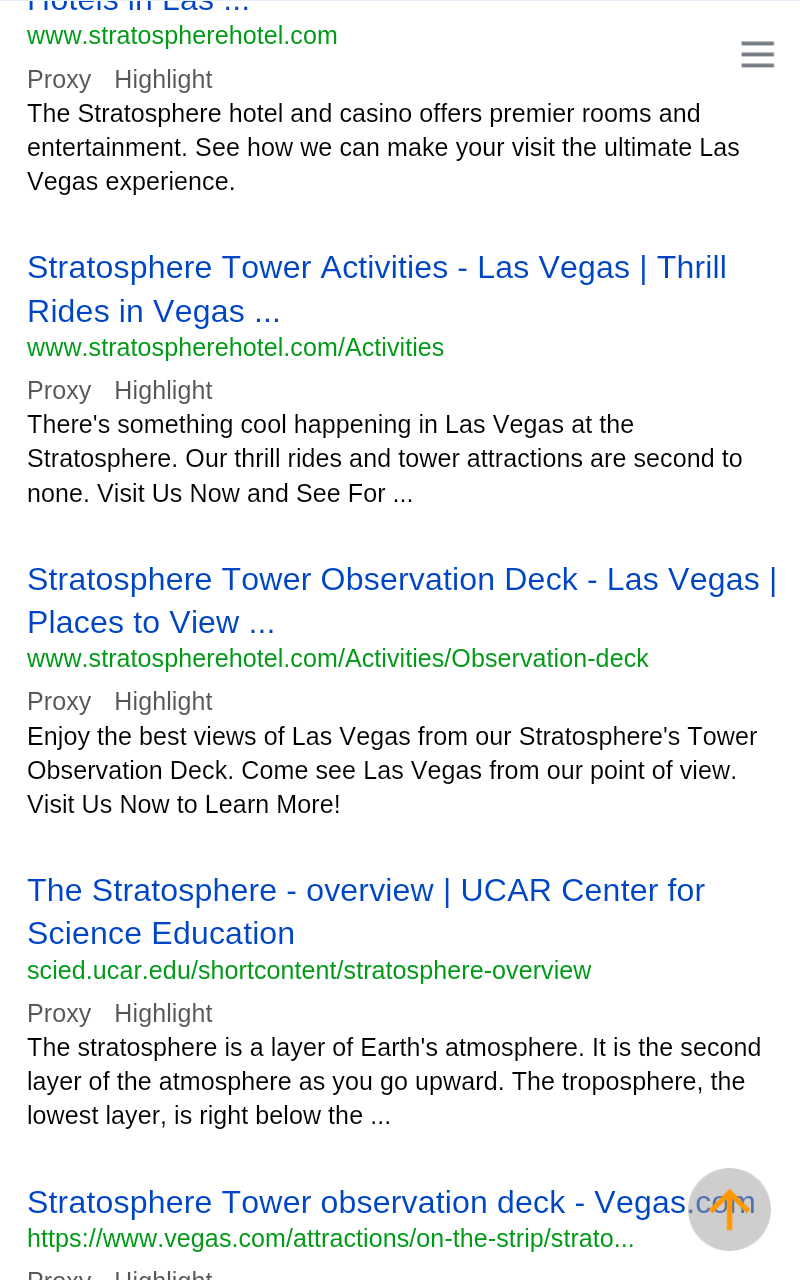 Hotels in Las ...
www.stratospherehotel.com
Proxy Highlight
The Stratosphere hotel and casino offers premier rooms and
entertainment. See how we can make your visit the ultimate Las
Vegas experience.
Stratosphere Tower Activities - Las Vegas | Thrill
Rides in Vegas ...
www.stratospherehotel.com/Activities
Proxy Highlight
There's something cool happening in Las Vegas at the
Stratosphere. Our thrill rides and tower attractions are second to
none. Visit Us Now and See For ...
Stratosphere Tower Observation Deck - Las Vegas |
Places to View ...
www.stratospherehotel.com/Activities/Observation-deck
Proxy Highlight
Enjoy the best views of Las Vegas from our Stratosphere's Tower
Observation Deck. Come see Las Vegas from our point of view.
Visit Us Now to Learn More!
The Stratosphere - overview | UCAR Center for
Science Education
scied.ucar.edu/shortcontent/stratosphere-overview
Proxy Highlight
The stratosphere is a layer of Earth's atmosphere. It is the second
layer of the atmosphere as you go upward. The troposphere, the
lowest layer, is right below the ...
Stratosphere Tower observation deck - Vegas.com
https://www.vegas.com/attractions/on-the-strip/strato...
Proxy Highlight